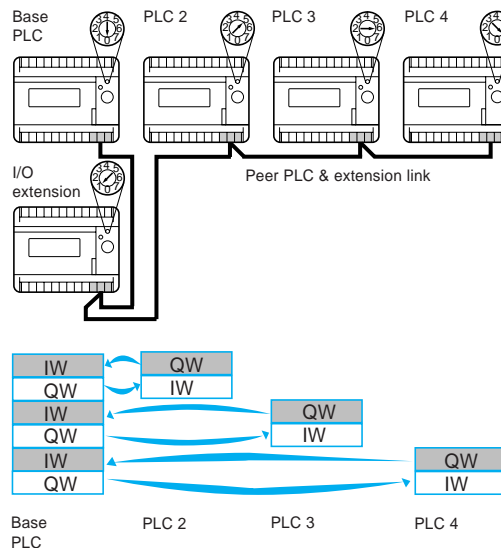 Base PLC
PLC 2
PLC 3
PLC 4
I/O extension
Peer PLC & extension link
IW QW
QW IW
IW QW
QW IW
IW QW
QW IW
Base PLC
PLC 2
PLC 3
PLC 4